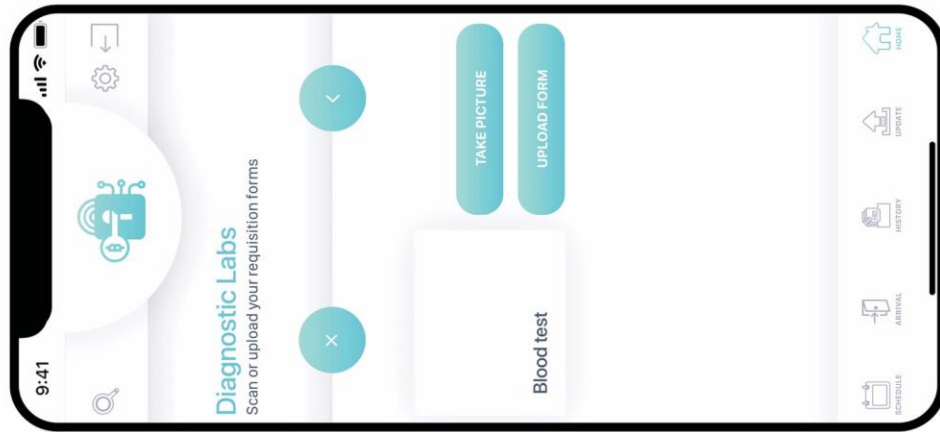 9:41
Diagnostic Labs
Scan or upload your requisition forms
Blood test
TAKE PICTURE
UPLOAD FORM
SCHEDULE
ARRIVAL
HISTORY
UPDATE
HOME